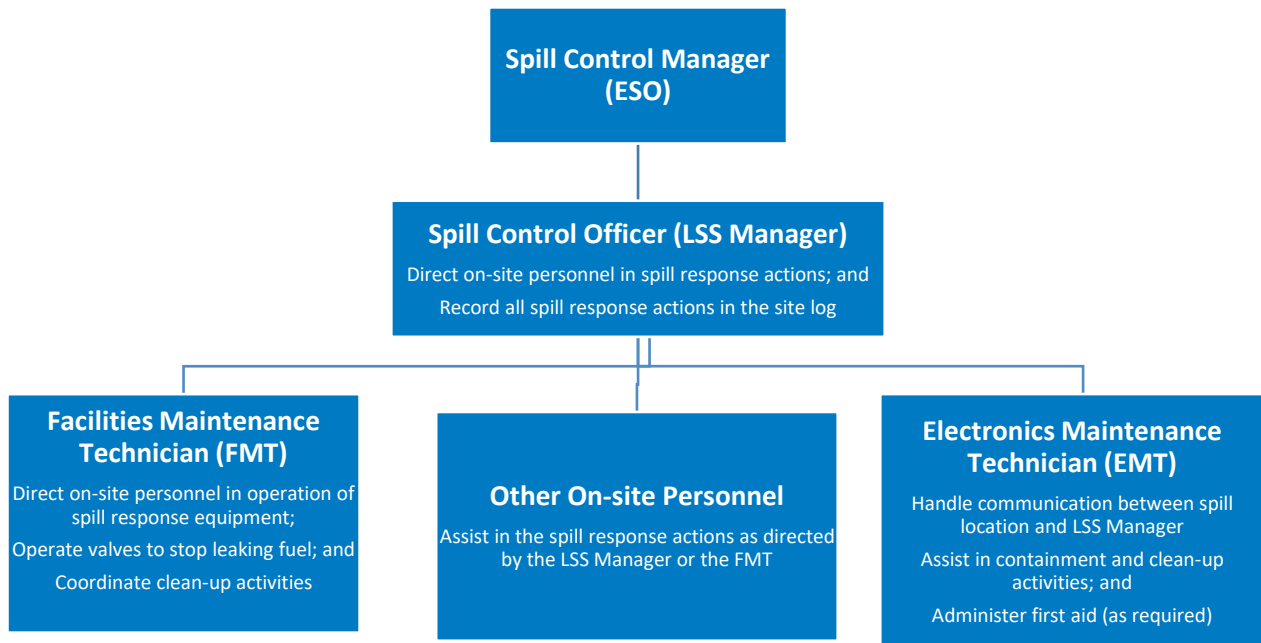 Spill Control Manager
(ESO)
Spill Control Officer (LSS Manager)
Direct on-site personnel in spill response actions; and
Record all spill response actions in the site log
Facilities Maintenance
Technician (FMT)
Direct on-site personnel in operation of
spill response equipment;
Operate valves to stop leaking fuel; and
Coordinate clean-up activities
Other On-site Personnel
Assist in the spill response actions as directed
by the LSS Manager or the FMT
Electronics Maintenance
Technician (EMT)
Handle communication between spill
location and LSS Manager
Assist in containment and clean-up
activities; and
Administer first aid (as required)